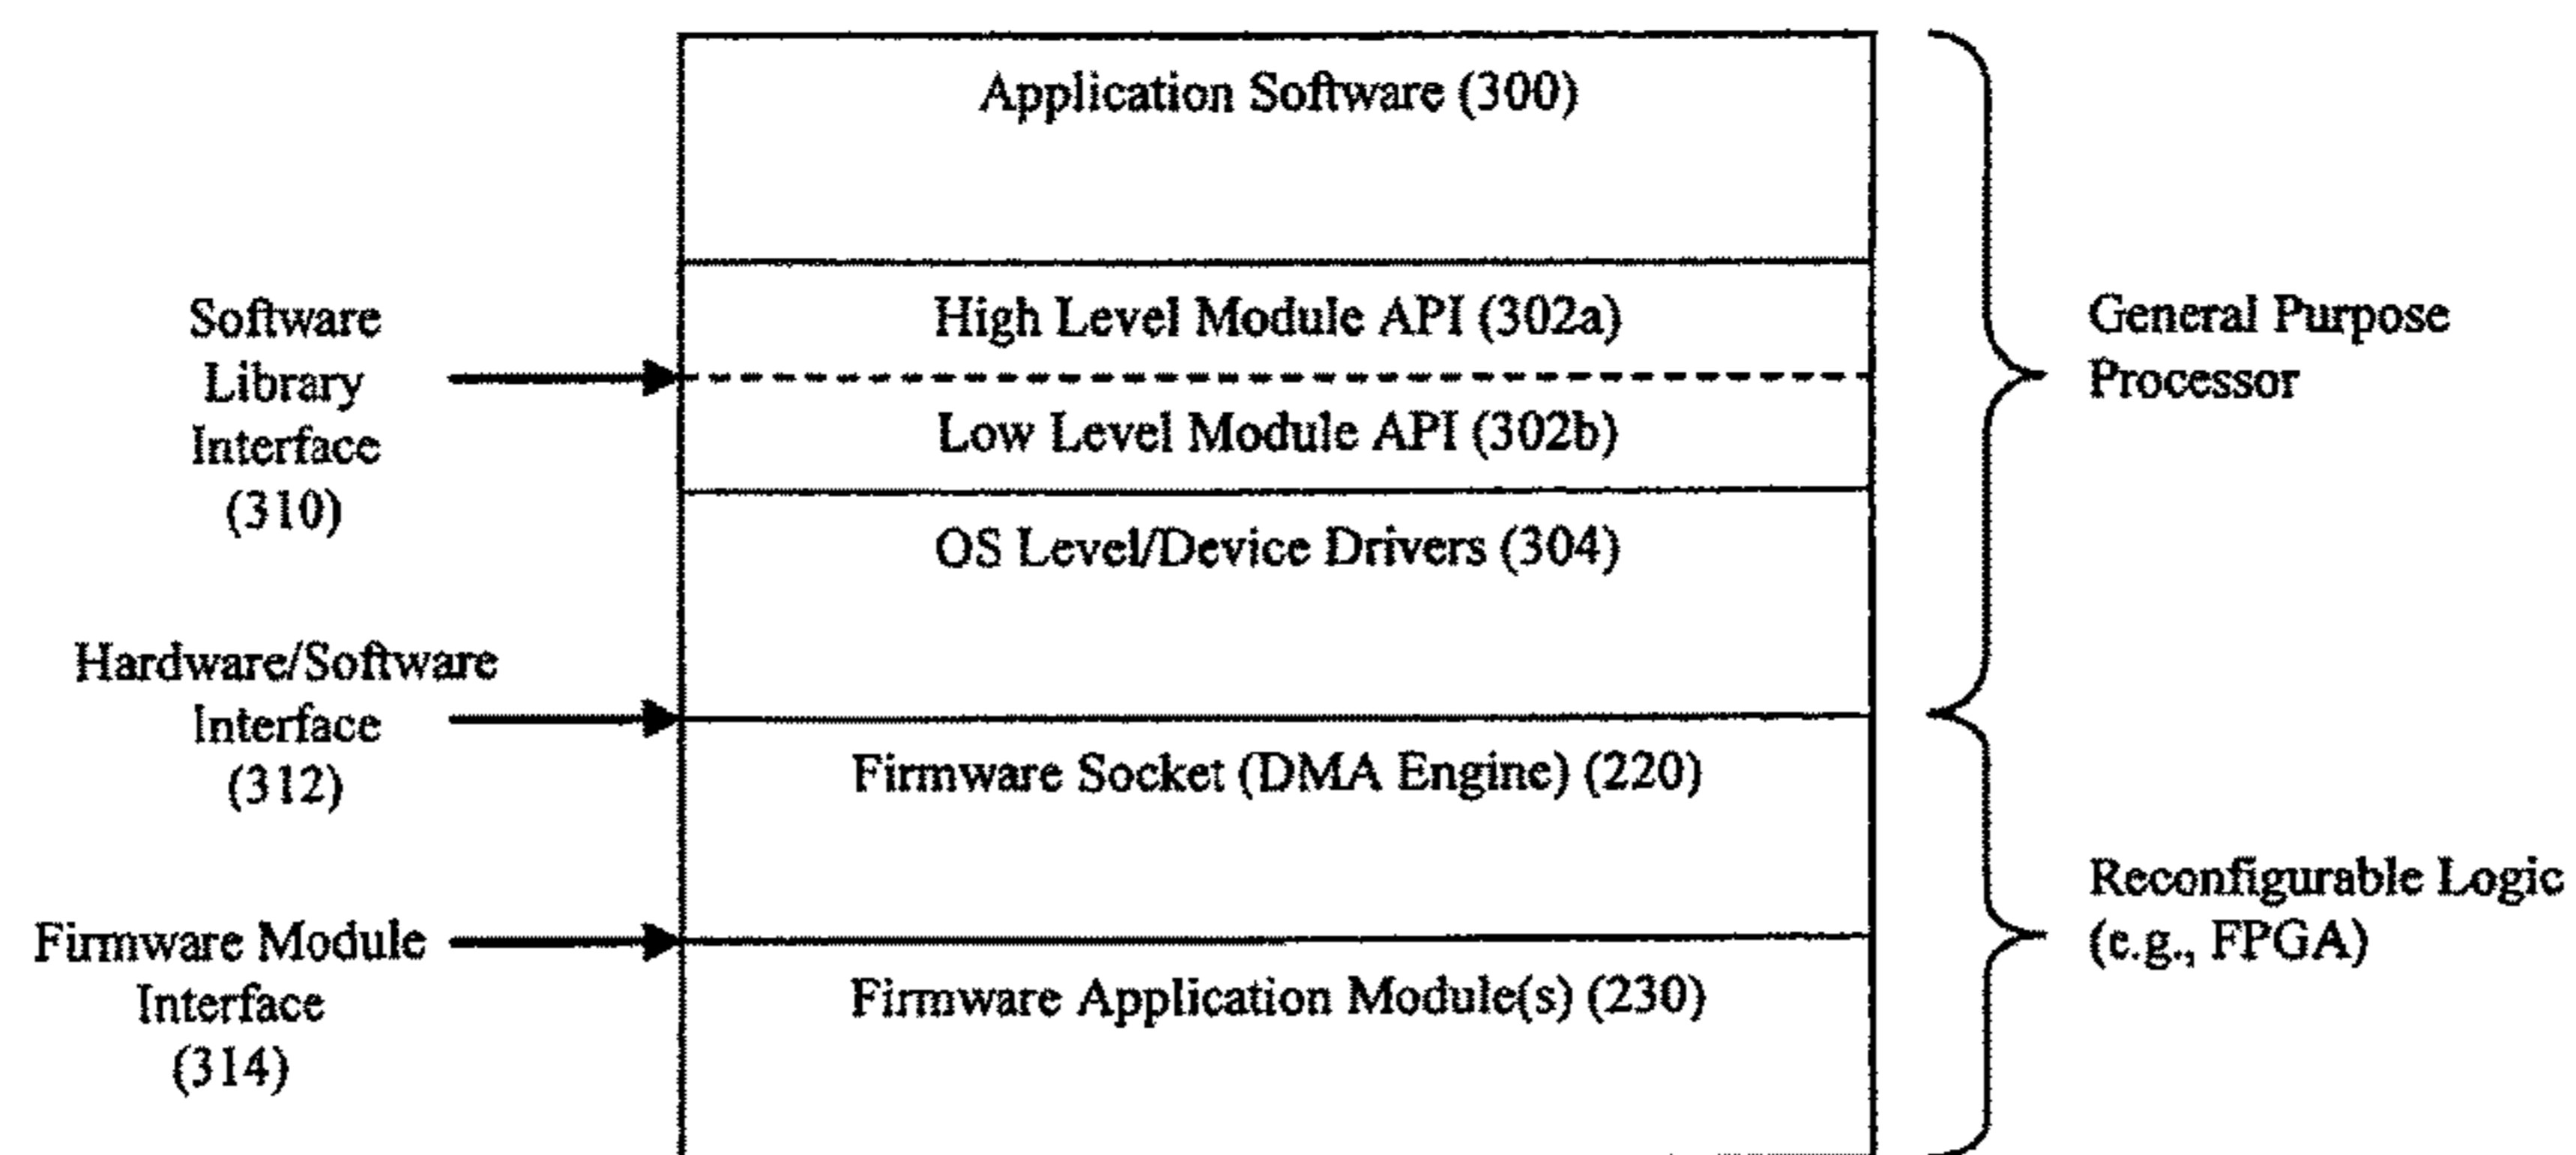 Application Software (300)
High Level Module API (302a)
Low Level Module API (302b)
OS Level/Device Drivers (304)
Firmware Socket (DMA Engine) (220)
Firmware Application Module(s) (230)
Software
Library
Interface
(310)
Hardware/Software
Interface
(312)
Firmware Module
Interface
(314)
General Purpose
Processor
Reconfigurable Logic
(e.g., FPGA)